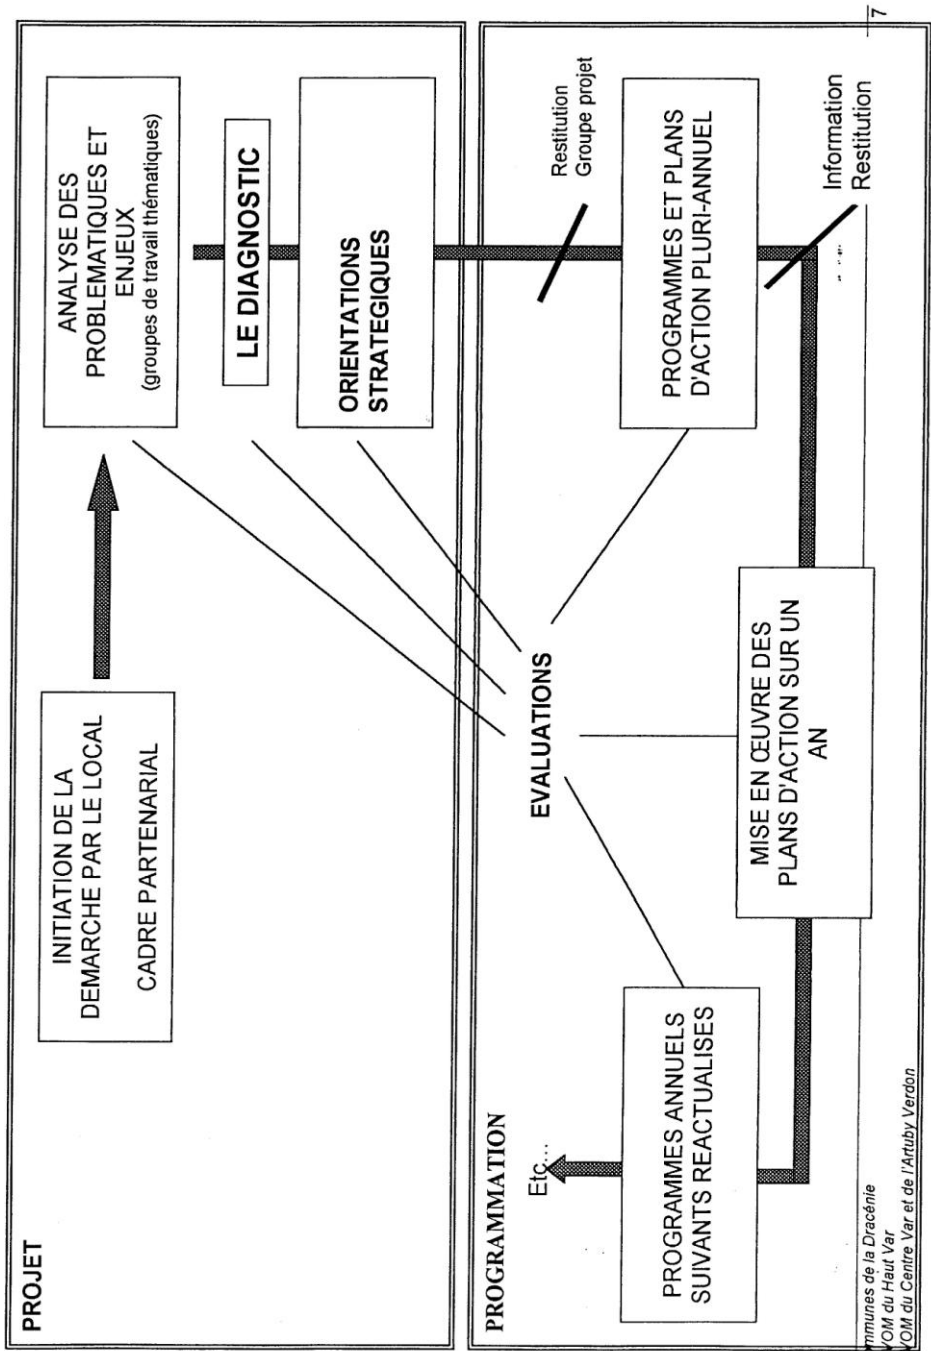 PROJET
INITIATION DE LA
DEMARCHE PAR LE LOCAL
CADRE PARTENARIAL
ANALYSE DES
PROBLEMATIQUES ET
ENJEUX
(groupes de travail thématiques)
LE DIAGNOSTIC
ORIENTATIONS
STRATEGIQUES
PROGRAMMATION
EVALUATIONS
Restitution
Groupe projet
Etc...
PROGRAMMES ANNUELS
SUIVANTS REACTUALISES
PROGRAMMES ET PLANS
D'ACTION PLURI-ANNUEL
MISE EN ŒUVRE DES
PLANS D'ACTION SUR UN
AN
Information
Restitution
mmunes de la Dracénie
VOM du Haut Var
VOM du Centre Var et de l'Artuby Verdon
7